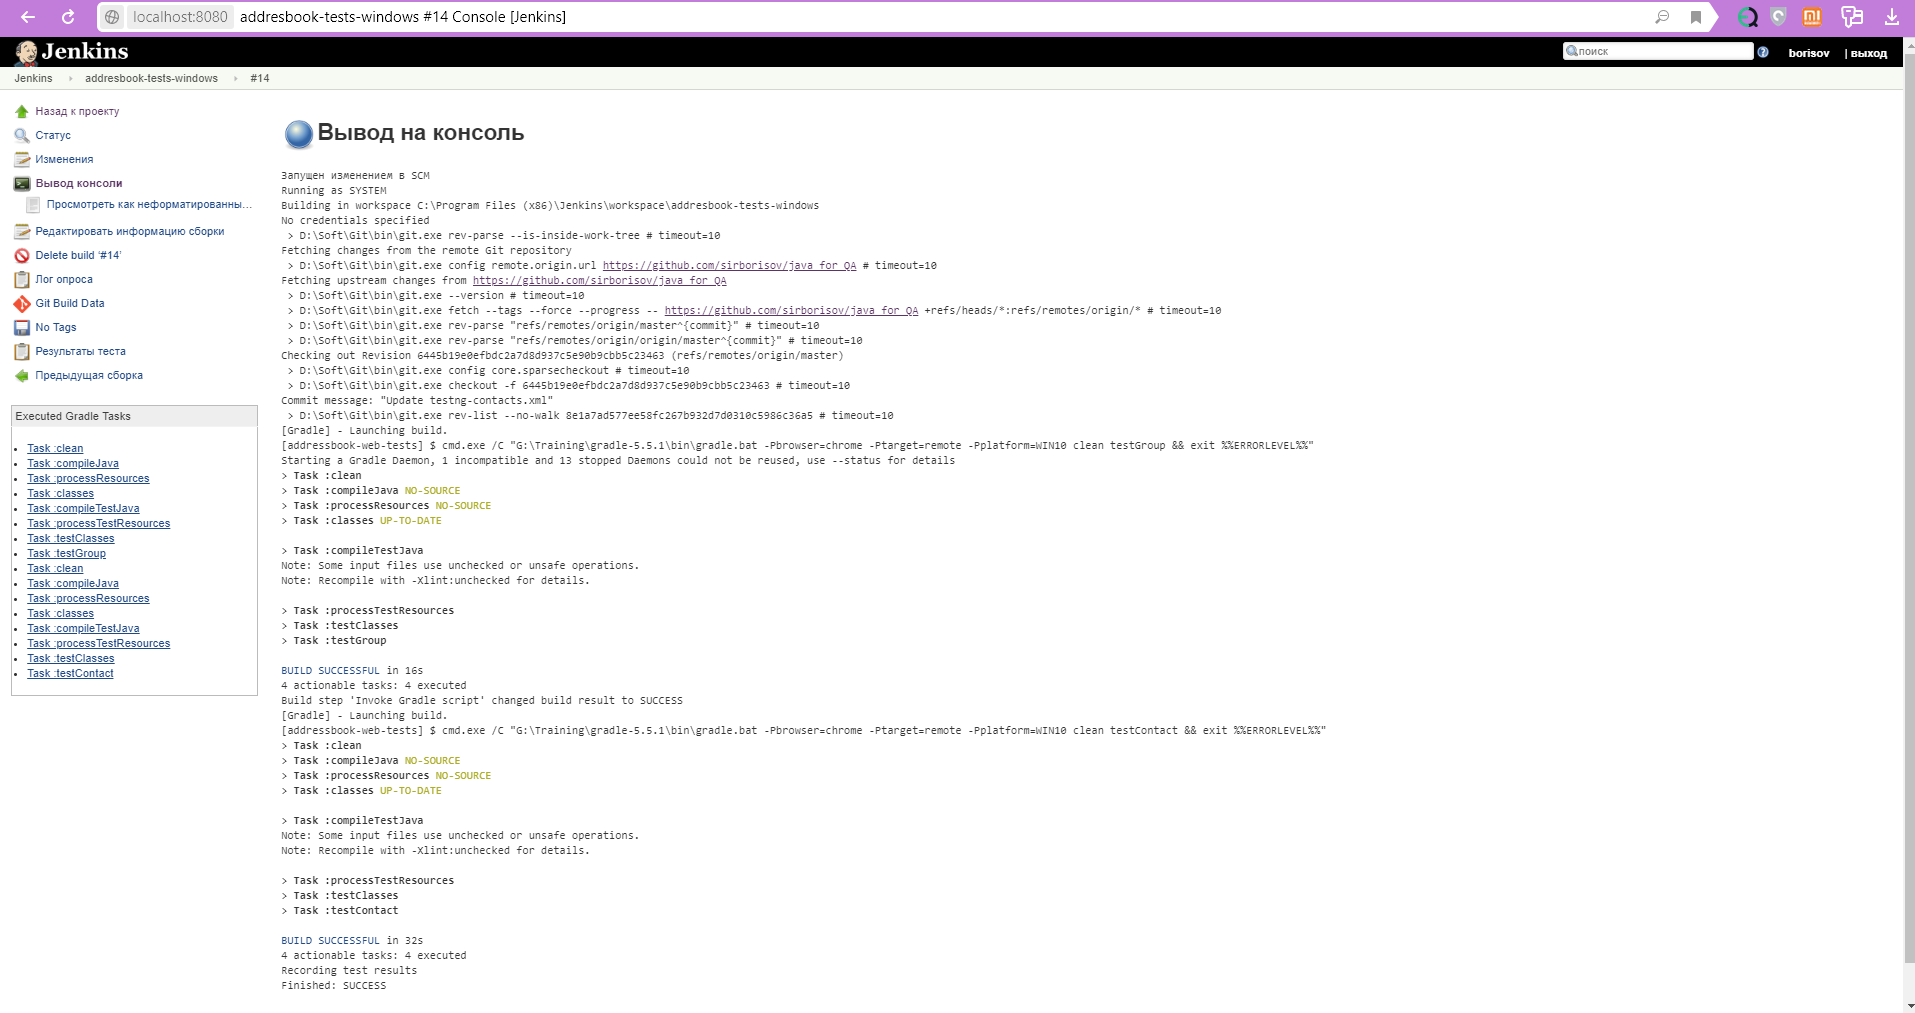 localhost:8080 addresbook-tests-windows #14 Console [Jenkins]
Jenkins
поиск
borisov | выход
Jenkins addresbook-tests-windows #14
Назад к проекту
Статус
Изменения
Вывод консоли
Просмотреть как неформатированны...
Редактировать информацию сборки
Delete build '#14'
Лог опроса
Git Build Data
No Tags
Результаты теста
Предыдущая сборка
Executed Gradle Tasks
Task :clean
Task :compileJava
Task :processResources
Task :classes
Task :compileTestJava
Task :processTestResources
Task :testClasses
Task :testGroup
Task :clean
Task :compileJava
Task :processResources
Task :classes
Task :compileTestJava
Task :processTestResources
Task :testClasses
Task :testContact
Вывод на консоль
Запущен изменением в SCM
Running as SYSTEM
Building in workspace C:\Program Files (x86)\Jenkins\workspace\addresbook-tests-windows
No credentials specified
> D:\Soft\Git\bin\git.exe rev-parse --is-inside-work-tree # timeout=10
Fetching changes from the remote Git repository
> D:\Soft\Git\bin\git.exe config remote.origin.url https://github.com/sirborisov/java_for_QA # timeout=10
Fetching upstream changes from https://github.com/sirborisov/java_for_QA
> D:\Soft\Git\bin\git.exe --version # timeout=10
> D:\Soft\Git\bin\git.exe fetch --tags --force --progress -- https://github.com/sirborisov/java_for_QA +refs/heads/*:refs/remotes/origin/* # timeout=10
> D:\Soft\Git\bin\git.exe rev-parse "refs/remotes/origin/master^{commit}" # timeout=10
> D:\Soft\Git\bin\git.exe rev-parse "refs/remotes/origin/origin/master^{commit}" # timeout=10
Checking out Revision 6445b19e0efbdc2a7d8d937c5e90b9cbb5c23463 (refs/remotes/origin/master)
> D:\Soft\Git\bin\git.exe config core.sparsecheckout # timeout=10
> D:\Soft\Git\bin\git.exe checkout -f 6445b19e0efbdc2a7d8d937c5e90b9cbb5c23463 # timeout=10
Commit message: "Update testng-contacts.xml"
> D:\Soft\Git\bin\git.exe rev-list --no-walk 8e1a7ad577ee58fc267b932d7d0310c5986c36a5 # timeout=10
[Gradle] - Launching build.
[addressbook-web-tests] $ cmd.exe /C "G:\Training\gradle-5.5.1\bin\gradle.bat -Pbrowser=chrome -Ptarget=remote -Pplatform=WIN10 clean testGroup && exit %%ERRORLEVEL%%"
Starting a Gradle Daemon, 1 incompatible and 13 stopped Daemons could not be reused, use --status for details
> Task :clean
> Task :compileJava NO-SOURCE
> Task :processResources NO-SOURCE
> Task :classes UP-TO-DATE
> Task :compileTestJava
Note: Some input files use unchecked or unsafe operations.
Note: Recompile with -Xlint:unchecked for details.
> Task :processTestResources
> Task :testClasses
> Task :testGroup
BUILD SUCCESSFUL in 16s
4 actionable tasks: 4 executed
Build step 'Invoke Gradle script' changed build result to SUCCESS
[Gradle] - Launching build.
[addressbook-web-tests] $ cmd.exe /C "G:\Training\gradle-5.5.1\bin\gradle.bat -Pbrowser=chrome -Ptarget=remote -Pplatform=WIN10 clean testContact && exit %%ERRORLEVEL%%"
> Task :clean
> Task :compileJava NO-SOURCE
> Task :processResources NO-SOURCE
> Task :classes UP-TO-DATE
> Task :compileTestJava
Note: Some input files use unchecked or unsafe operations.
Note: Recompile with -Xlint:unchecked for details.
> Task :processTestResources
> Task :testClasses
> Task :testContact
BUILD SUCCESSFUL in 32s
4 actionable tasks: 4 executed
Recording test results
Finished: SUCCESS